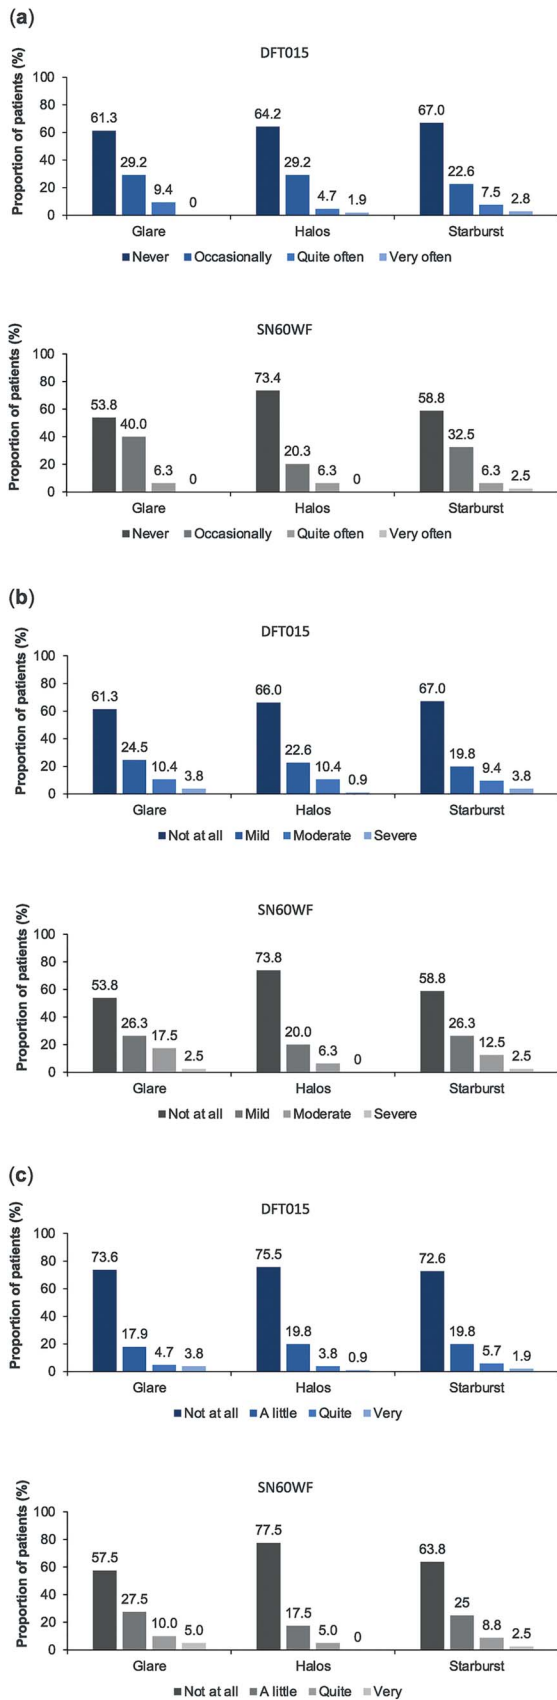 (a)
DFT015
Proportion of patients (%)
100
80
60
40
20
0
61.3 29.2 9.4 0
64.2 29.2 4.7 1.9
67.0 22.6 7.5 2.8
Glare Halos Starburst
Never Occasionally Quite often Very often
SN60WF
Proportion of patients (%)
100
80
60
40
20
0
53.8 40.0 6.3 0
73.4 20.3 6.3 0
58.8 32.5 6.3 2.5
Glare Halos Starburst
Never Occasionally Quite often Very often
(b)
DFT015
Proportion of patients (%)
100
80
60
40
20
0
61.3 24.5 10.4 3.8
66.0 22.6 10.4 0.9
67.0 19.8 9.4 3.8
Glare Halos Starburst
Not at all Mild Moderate Severe
SN60WF
Proportion of patients (%)
100
80
60
40
20
0
53.8 26.3 17.5 2.5
73.8 20.0 6.3 0
58.8 26.3 12.5 2.5
Glare Halos Starburst
Not at all Mild Moderate Severe
(c)
DFT015
Proportion of patients (%)
100
80
60
40
20
0
73.6 17.9 4.7 3.8
75.5 19.8 3.8 0.9
72.6 19.8 5.7 1.9
Glare Halos Starburst
Not at all A little Quite Very
SN60WF
Proportion of patients (%)
100
80
60
40
20
0
57.5 27.5 10.0 5.0
77.5 17.5 5.0 0
63.8 25 8.8 2.5
Glare Halos Starburst
Not at all A little Quite Very